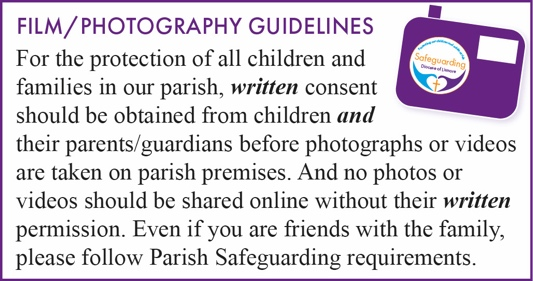 FILM/PHOTOGRAPHY GUIDELINES
For the protection of all children and
families in our parish, written consent
should be obtained from children and
their parents/guardians before photographs or videos
are taken on parish premises. And no photos or
videos should be shared online without their written
permission. Even if you are friends with the family,
please follow Parish Safeguarding requirements.
Safeguarding
Diocese of Lismore